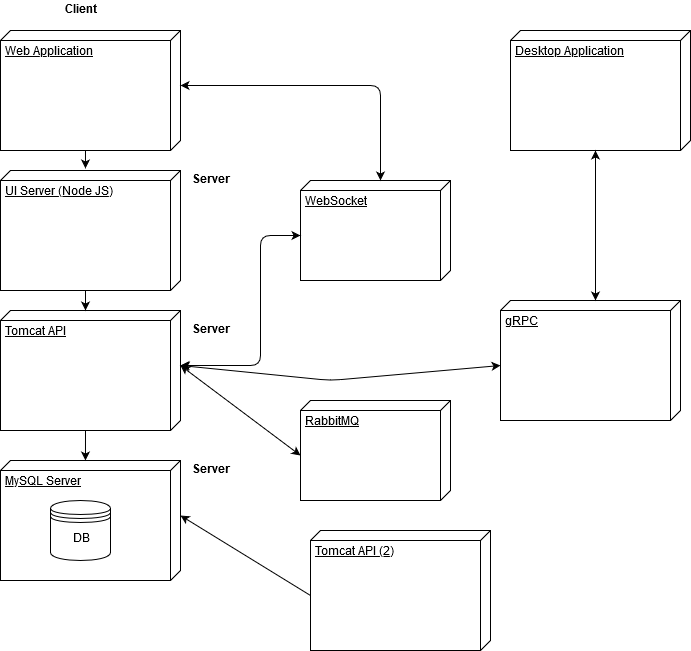 Client
Web Application
Desktop Application
Server
UI Server (Node JS)
WebSocket
Server
Tomcat API
gRPC
RabbitMQ
Server
MySQL Server
DB
Tomcat API (2)